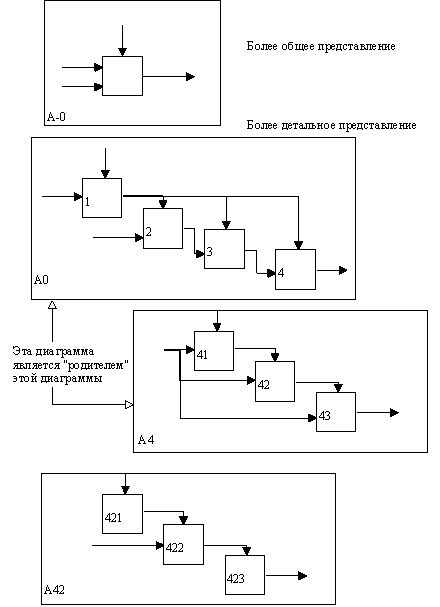 Более общее представление
A-0
Более детальное представление
1
2
3
4
A0
Эта диаграмма
является "родителем"
этой диаграммы
41
42
43
A4
421
422
423
A42